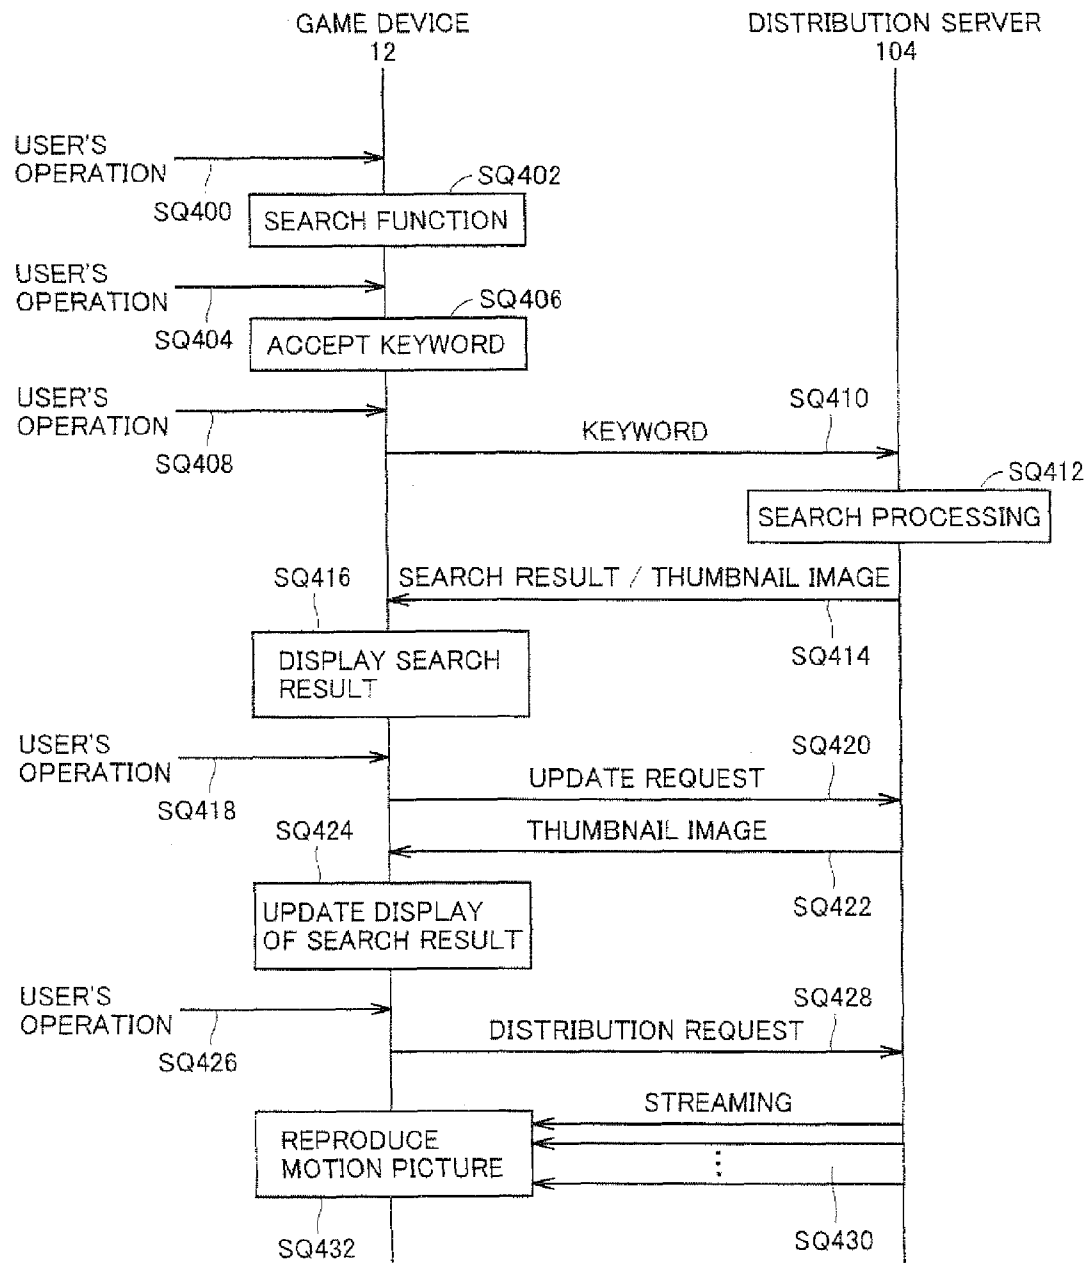 GAME DEVICE
12
DISTRIBUTION SERVER
104
USER'S
OPERATION
SQ400
SQ402
SEARCH FUNCTION
USER'S
OPERATION
SQ404
SQ406
ACCEPT KEYWORD
USER'S
OPERATION
SQ408
SQ410
KEYWORD
SQ412
SEARCH PROCESSING
SQ416
SEARCH RESULT / THUMBNAIL IMAGE
SQ414
DISPLAY SEARCH
RESULT
USER'S
OPERATION
SQ418
SQ420
UPDATE REQUEST
SQ424
THUMBNAIL IMAGE
SQ422
UPDATE DISPLAY
OF SEARCH RESULT
USER'S
OPERATION
SQ426
SQ428
DISTRIBUTION REQUEST
STREAMING
REPRODUCE
MOTION PICTURE
SQ432
SQ430